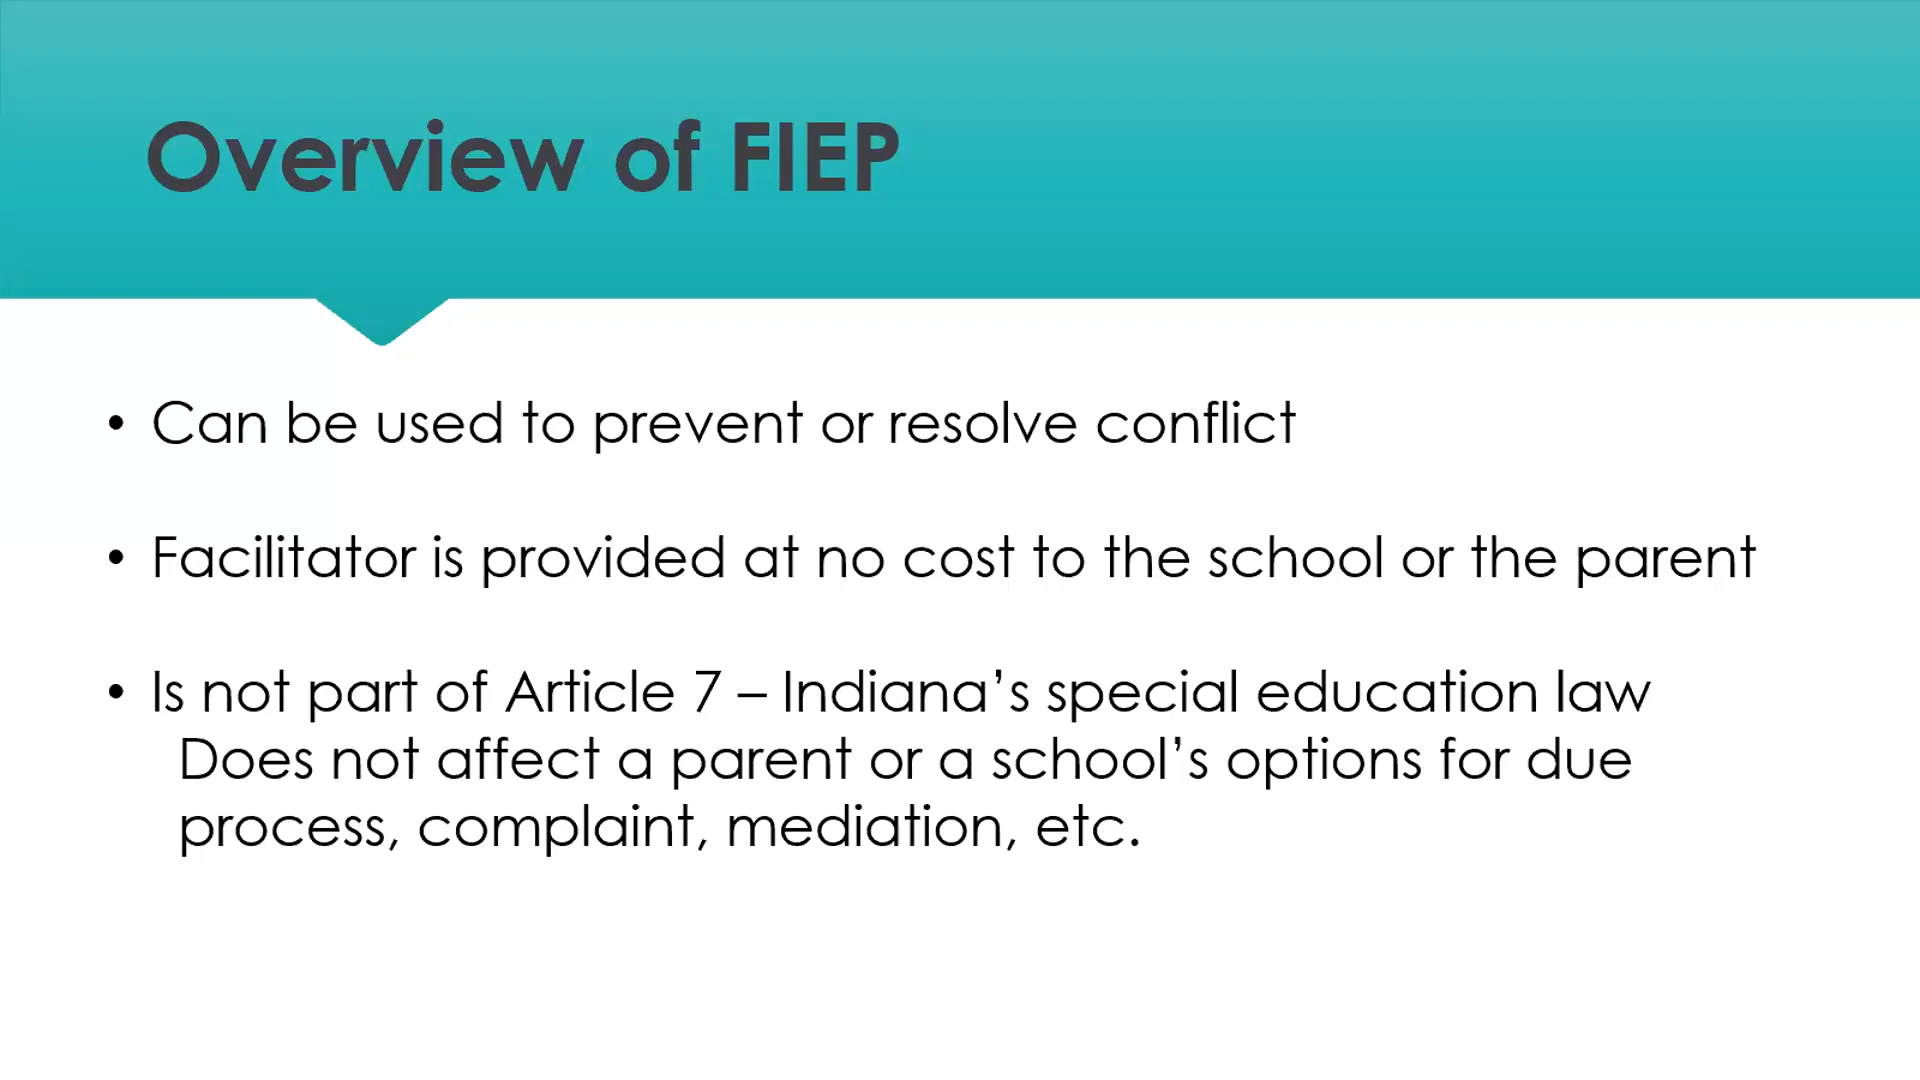 Overview of FIEP
• Can be used to prevent or resolve conflict
• Facilitator is provided at no cost to the school or the parent
• Is not part of Article 7 – Indiana’s special education law
Does not affect a parent or a school’s options for due
process, complaint, mediation, etc.